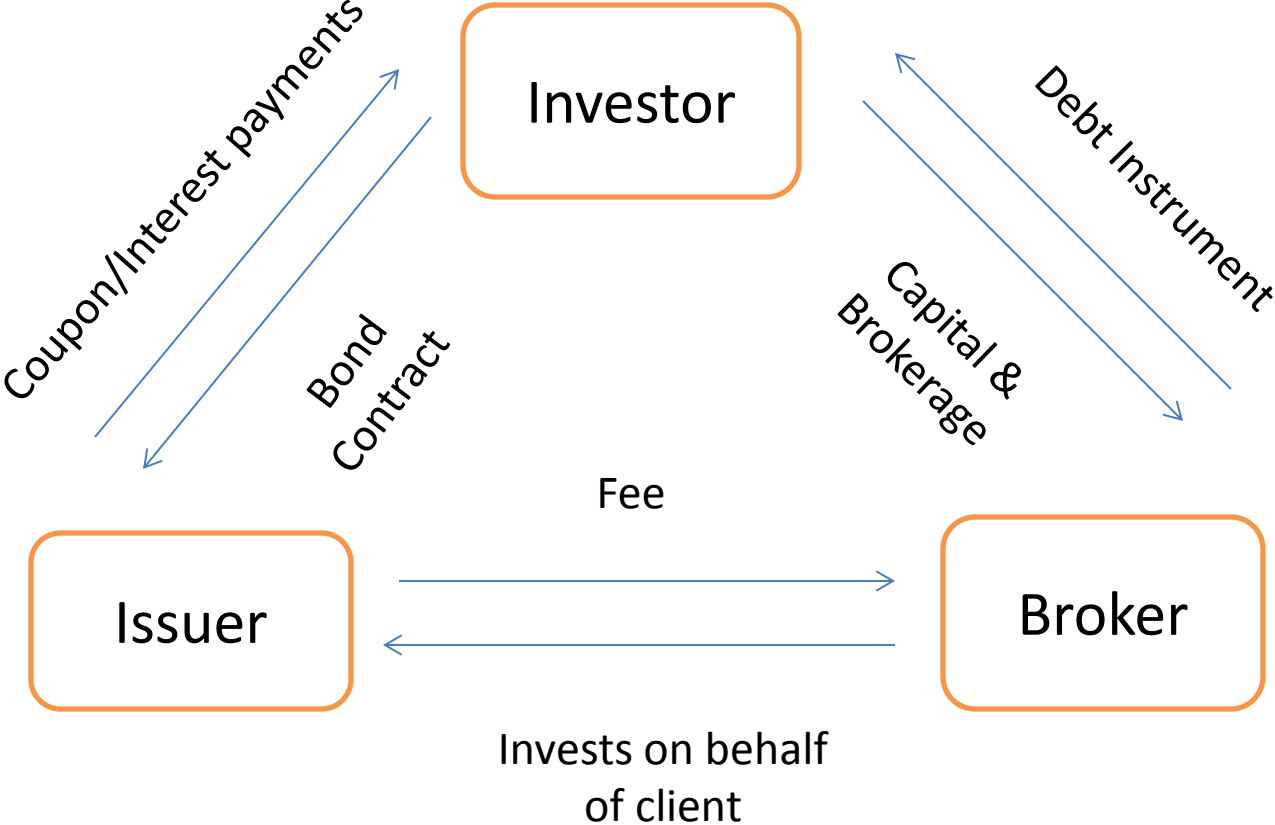 Investor
Coupon/Interest payments
Bond
Contract
Debt Instrument
Capital &
Brokerage
Fee
Issuer
Broker
Invests on behalf
of client